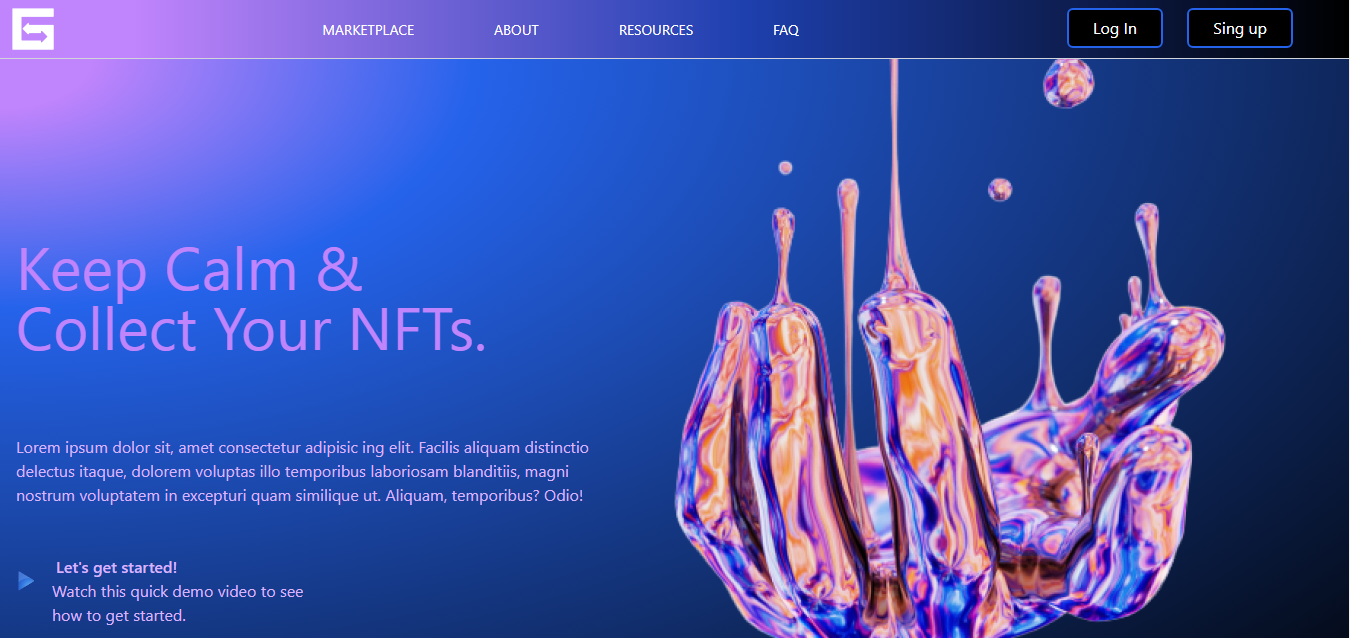 MARKETPLACE ABOUT RESOURCES FAQ Log In Sing up
Keep Calm &
Collect Your NFTs.
Lorem ipsum dolor sit, amet consectetur adipisic ing elit. Facilis aliquam distinctio
delectus itaque, dolorem voluptas illo temporibus laboriosam blanditiis, magni
nostrum voluptatem in excepturi quam similique ut. Aliquam, temporibus? Odio!
Let's get started!
Watch this quick demo video to see
how to get started.